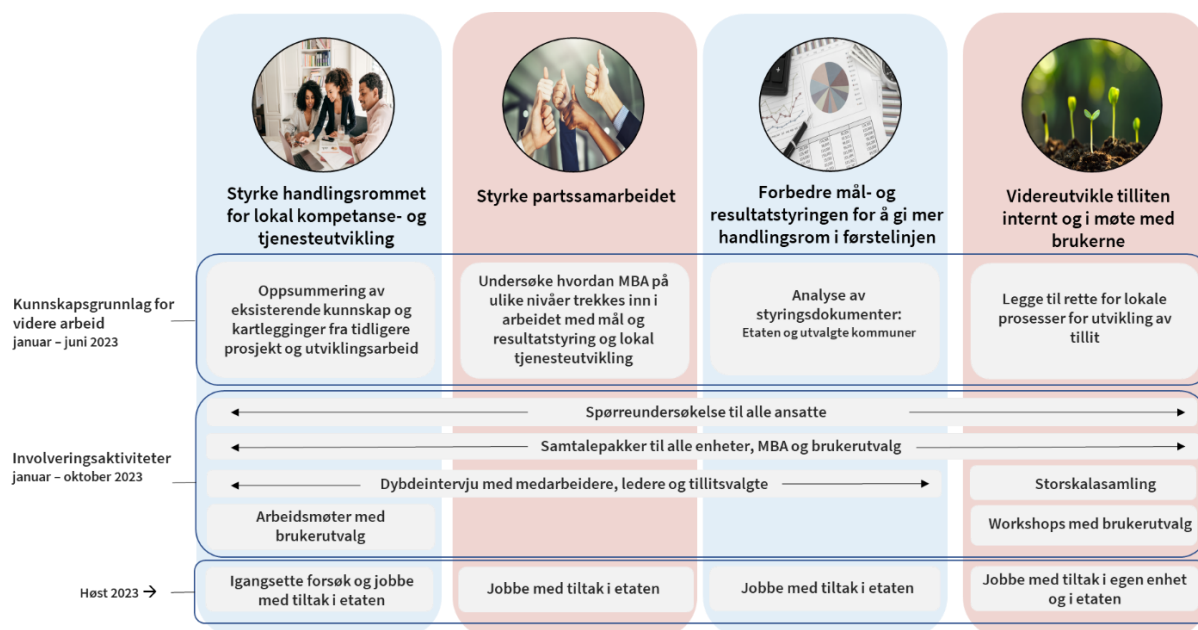 Styrke handlingsrommet
for lokal kompetanse- og
tjenesteutvikling
Styrke partssamarbeidet
Forbedre mål- og
resultatstyringen for å gi mer
handlingsrom i førstelinjen
Videreutvikle tilliten
internt og i møte med
brukerne
Kunnskapsgrunnlag for
videre arbeid
januar – juni 2023
Oppsummering av
eksisterende kunnskap og
kartlegginger fra tidligere
prosjekt og utviklingsarbeid
Undersøke hvordan MBA på
ulike nivåer trekkes inn i
arbeidet med mål og
resultatstyring og lokal
tjenesteutvikling
Analyse av
styringsdokumenter:
Etaten og utvalgte kommuner
Legge til rette for lokale
prosesser for utvikling av
tillit
Involveringsaktiviteter
januar – oktober 2023
Spørreundersøkelse til alle ansatte
Samtalepakker til alle enheter, MBA og brukerutvalg
Dybdeintervju med medarbeidere, ledere og tillitsvalgte
Storskalasamling
Arbeidsmøter med
brukerutvalg
Workshops med brukerutvalg
Høst 2023 →
Igangsette forsøk og jobbe
med tiltak i etaten
Jobbe med tiltak i etaten
Jobbe med tiltak i etaten
Jobbe med tiltak i egen enhet
og i etaten